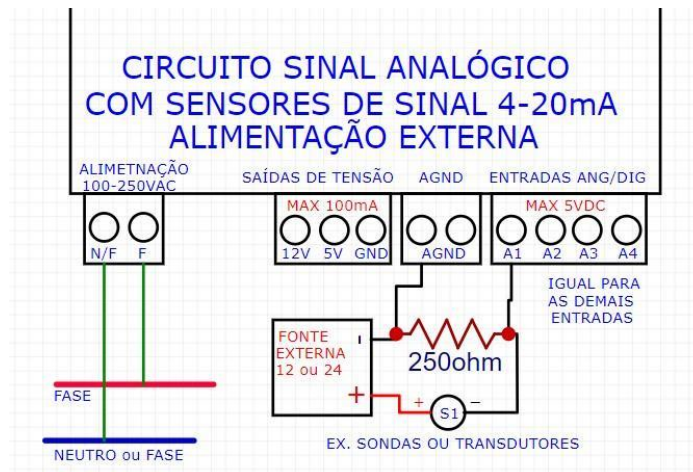 CIRCUITO SINAL ANALÓGICO
COM SENSORES DE SINAL 4-20mA
ALIMENTAÇÃO EXTERNA
ALIMETNAÇÃO
100-250VAC
SAÍDAS DE TENSÃO
AGND
ENTRADAS ANG/DIG
MAX 100mA
MAX 5VDC
N/F F
12V 5V GND
AGND
A1 A2 A3 A4
IGUAL PARA
AS DEMAIS
ENTRADAS
FONTE
EXTERNA
12 ou 24
-
+
250ohm
+ S1 −
FASE
NEUTRO ou FASE
EX. SONDAS OU TRANSDUTORES